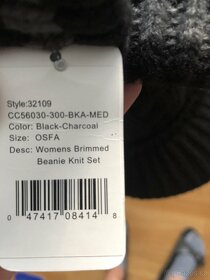 Style:32109
CC56030-300-BKA-MED
Color: Black-Charcoal
Size: OSFA
Desc: Womens Brimmed
Beanie Knit Set
0 47417 08414 8